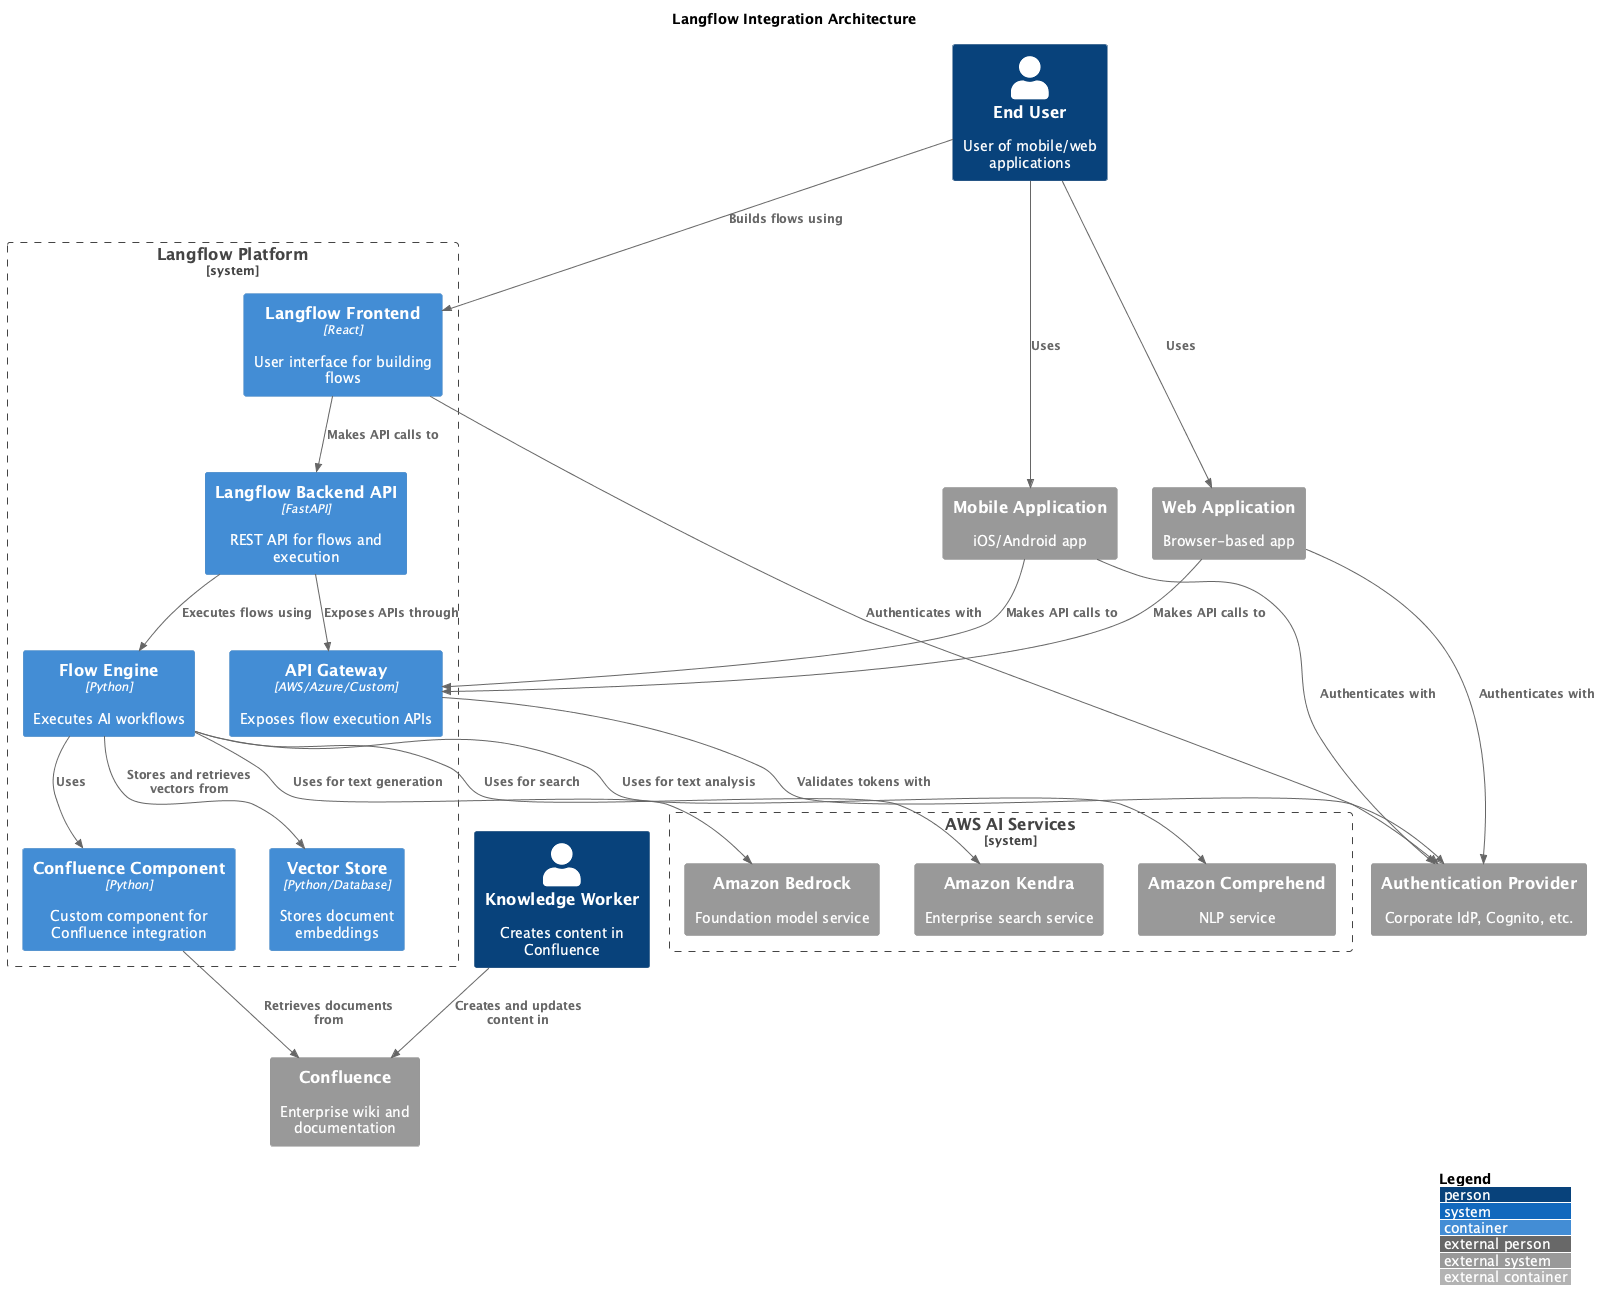 Langflow Integration Architecture
End User
User of mobile/web
applications
Builds flows using
Uses
Uses
Langflow Platform
[system]
Langflow Frontend
[React]
User interface for building
flows
Makes API calls to
Langflow Backend API
[FastAPI]
REST API for flows and
execution
Mobile Application
iOS/Android app
Web Application
Browser-based app
Executes flows using
Exposes APIs through
Authenticates with
Makes API calls to
Makes API calls to
Flow Engine
[Python]
Executes AI workflows
API Gateway
[AWS/Azure/Custom]
Exposes flow execution APIs
Authenticates with
Authenticates with
Uses
Stores and retrieves
vectors from
Uses for text generation
Uses for search
Uses for text analysis
Validates tokens with
AWS AI Services
[system]
Confluence Component
[Python]
Custom component for
Confluence integration
Vector Store
[Python/Database]
Stores document
embeddings
Knowledge Worker
Creates content in
Confluence
Amazon Bedrock
Foundation model service
Amazon Kendra
Enterprise search service
Amazon Comprehend
NLP service
Authentication Provider
Corporate IdP, Cognito, etc.
Retrieves documents
from
Creates and updates
content in
Confluence
Enterprise wiki and
documentation
Legend
person
system
container
external person
external system
external container